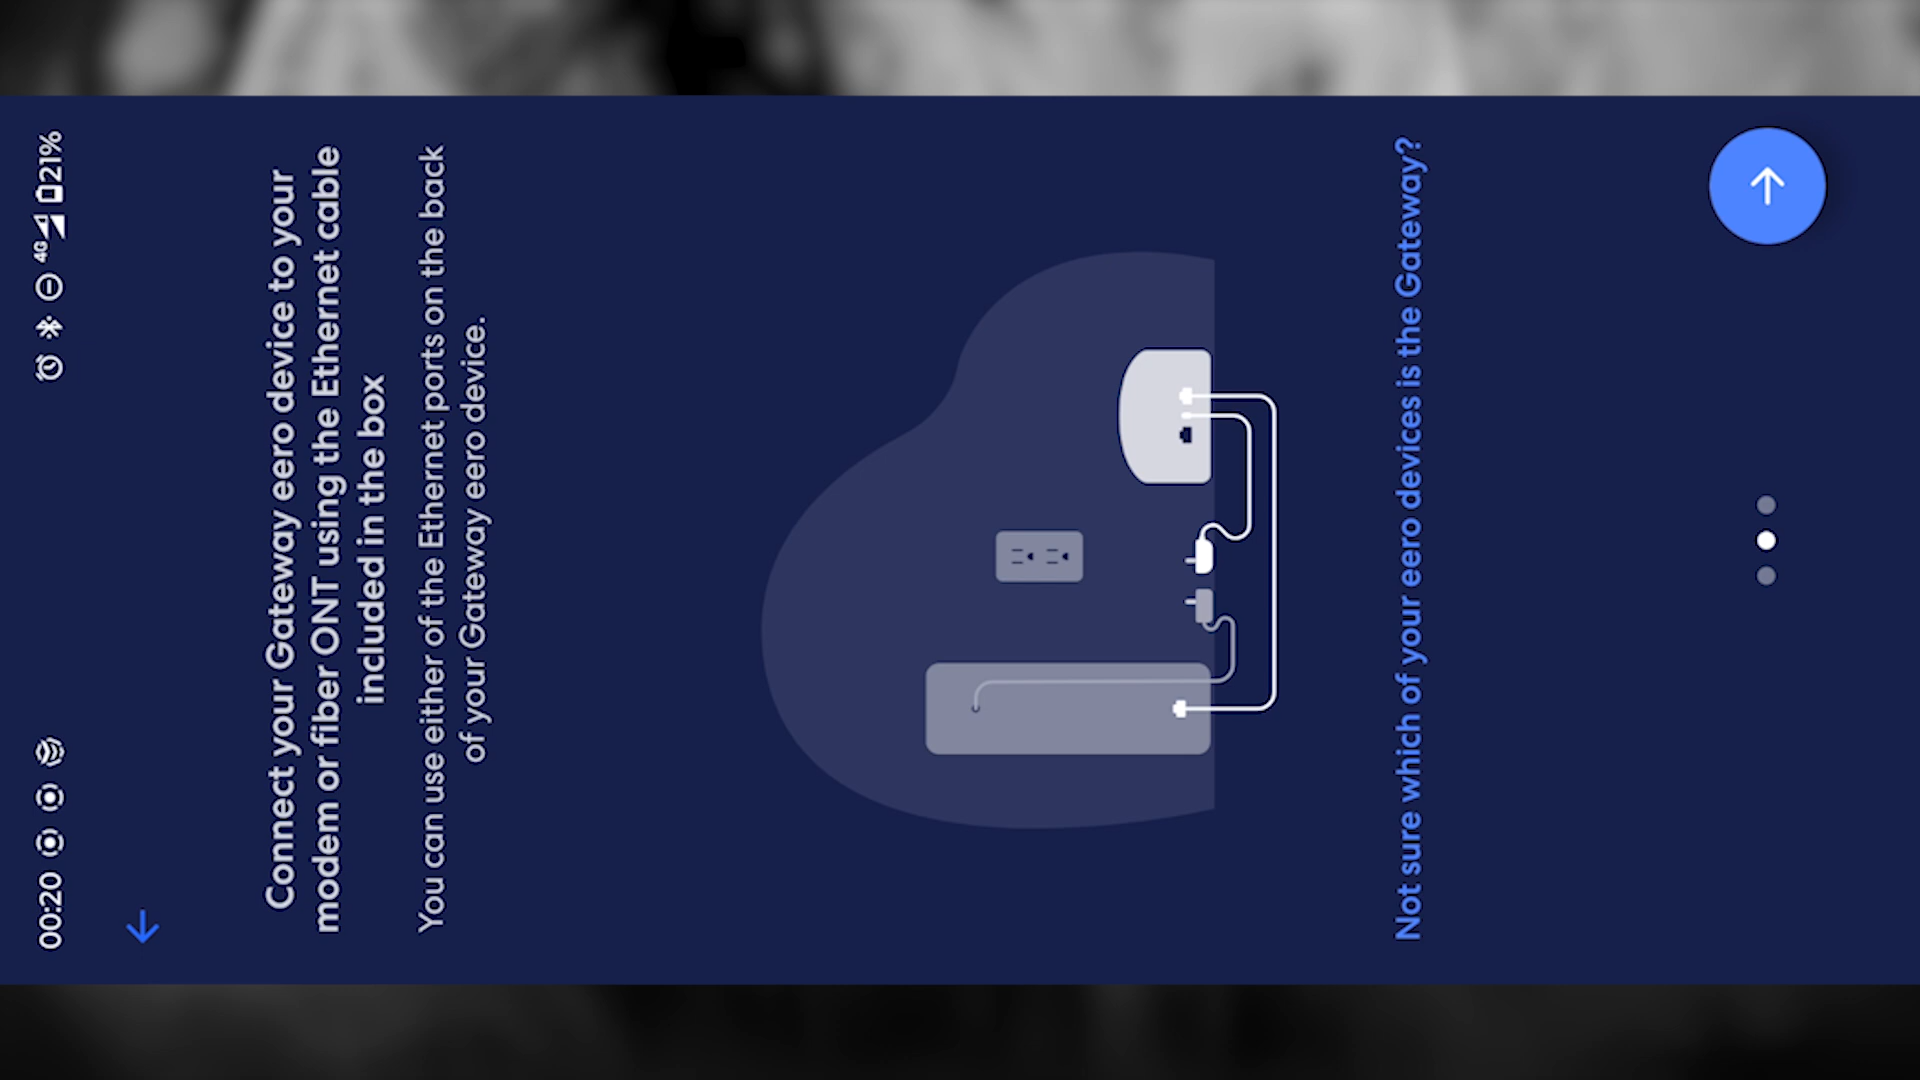 00:20
4G 21%
Connect your Gateway eero device to your
modem or fiber ONT using the Ethernet cable
included in the box
You can use either of the Ethernet ports on the back
of your Gateway eero device.
Not sure which of your eero devices is the Gateway?